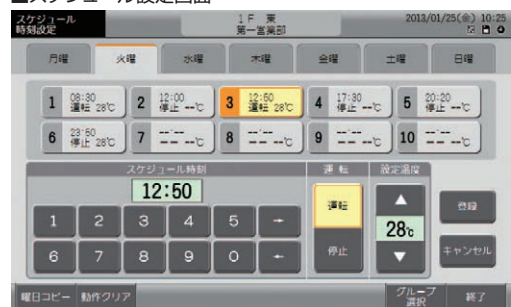 ■スケジュール設定画面
スケジュール
時刻設定
1F 東
第一営業部
2013/01/25(金) 10:25
月曜 火曜 水曜 木曜 金曜 土曜 日曜
1 08:30 運転 28℃
2 12:00 停止 --℃
3 12:50 運転 28℃
4 17:30 停止 --℃
5 20:20 停止 --℃
6 23:50 停止 28℃
7 --:-- -- --℃
8 --:-- -- --℃
9 --:-- -- --℃
10 --:-- -- --℃
スケジュール時刻 運転 設定温度
12:50
1 2 3 4 5 →
6 7 8 9 0 ←
運転
停止
▲
28℃
▼
登録
キャンセル
曜日コピー 動作クリア グループ選択 終了